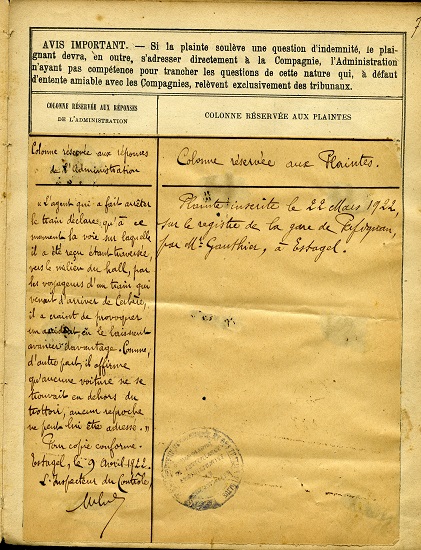 AVIS IMPORTANT. — Si la plainte soulève une question d'indemnité, le plai-
gnant devra, en outre, s'adresser directement à la Compagnie, l'Administration
n'ayant pas compétence pour trancher les questions de cette nature qui, à défaut
d'entente amiable avec les Compagnies, relèvent exclusivement des tribunaux.
COLONNE RÉSERVÉE AUX RÉPONSES
DE L'ADMINISTRATION
COLONNE RÉSERVÉE AUX PLAINTES
Colonne réservée aux réponses
de l'Administration
« L'agent qui a fait arrêter
le train déclare qu'à ce
moment la voie sur laquelle
il a été reçu étant traversée,
vers le milieu du hall, par
les voyageurs d'un train qui
venait d'arriver de Cerbère,
il a craint de provoquer
un accident en le laissant
avancer davantage. Comme,
d'autre part, il affirme
qu'aucune voiture ne se
trouvait en dehors du
trottoir, aucun reproche
ne peut lui être adressé. »
Pour copie conforme.
Estagel, le 9 Avril 1922.
L'Inspecteur du Contrôle,
Colonne réservée aux Plaintes.
Plainte inscrite le 22 Mars 1922,
sur le registre de la gare de Perpignan,
par Mr Gauthier, à Estagel.